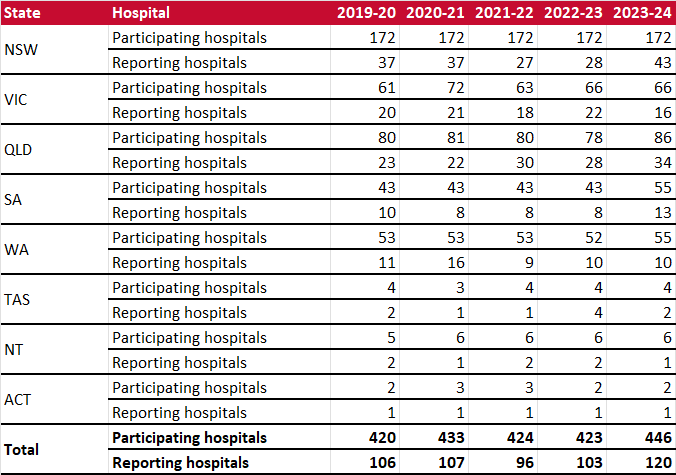 State Hospital 2019-20 2020-21 2021-22 2022-23 2023-24
NSW
Participating hospitals 172 172 172 172 172
Reporting hospitals 37 37 27 28 43
VIC
Participating hospitals 61 72 63 66 66
Reporting hospitals 20 21 18 22 16
QLD
Participating hospitals 80 81 80 78 86
Reporting hospitals 23 22 30 28 34
SA
Participating hospitals 43 43 43 43 55
Reporting hospitals 10 8 8 8 13
WA
Participating hospitals 53 53 53 52 55
Reporting hospitals 11 16 9 10 10
TAS
Participating hospitals 4 3 4 4 4
Reporting hospitals 2 1 1 4 2
NT
Participating hospitals 5 6 6 6 6
Reporting hospitals 2 1 2 2 1
ACT
Participating hospitals 2 3 3 2 2
Reporting hospitals 1 1 1 1 1
Total
Participating hospitals 420 433 424 423 446
Reporting hospitals 106 107 96 103 120